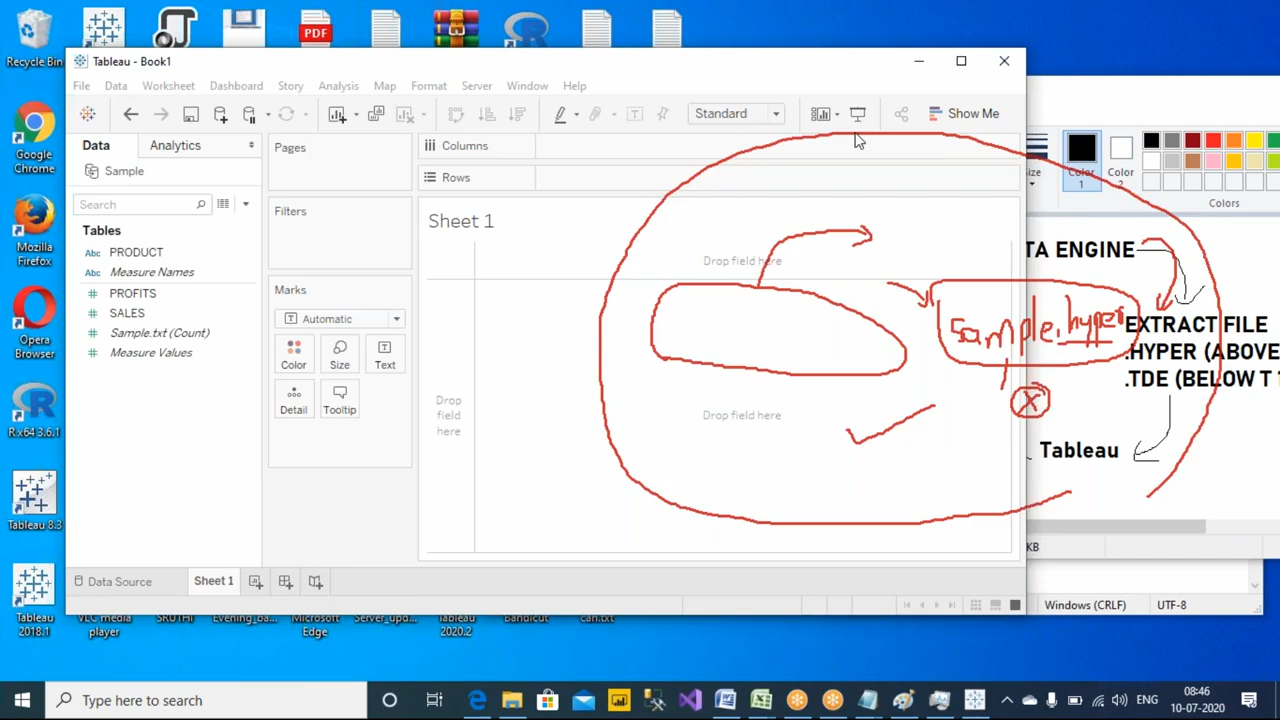 Recycle Bin
PDF
Tableau - Book1
File Data Worksheet Dashboard Story Analysis Map Format Server Window Help
Standard
Show Me
Data
Analytics
Sample
Search
Tables
Abc PRODUCT
Abc Measure Names
# PROFITS
# SALES
# Sample.txt (Count)
# Measure Values
Pages
Filters
Marks
Automatic
Color
Size
Text
Detail
Tooltip
Columns
Rows
Sheet 1
Drop field here
Drop field here
Drop field here
Sample.hyper
X
Data Source
Sheet 1
Google Chrome
Mozilla Firefox
Opera Browser
R x64 3.6.1
Tableau 8.3
Tableau 2018.1
VLC media player
SRUTHI
Evening_ba...
Microsoft Edge
Server_upd...
Tableau 2020.2
Bandicut
can.txt
Color 1
Color 2
Colors
TA ENGINE
EXTRACT FILE
.HYPER (ABOVE
.TDE (BELOW T 1
Tableau
KB
Windows (CRLF)
UTF-8
Type here to search
ENG
08:46
10-07-2020